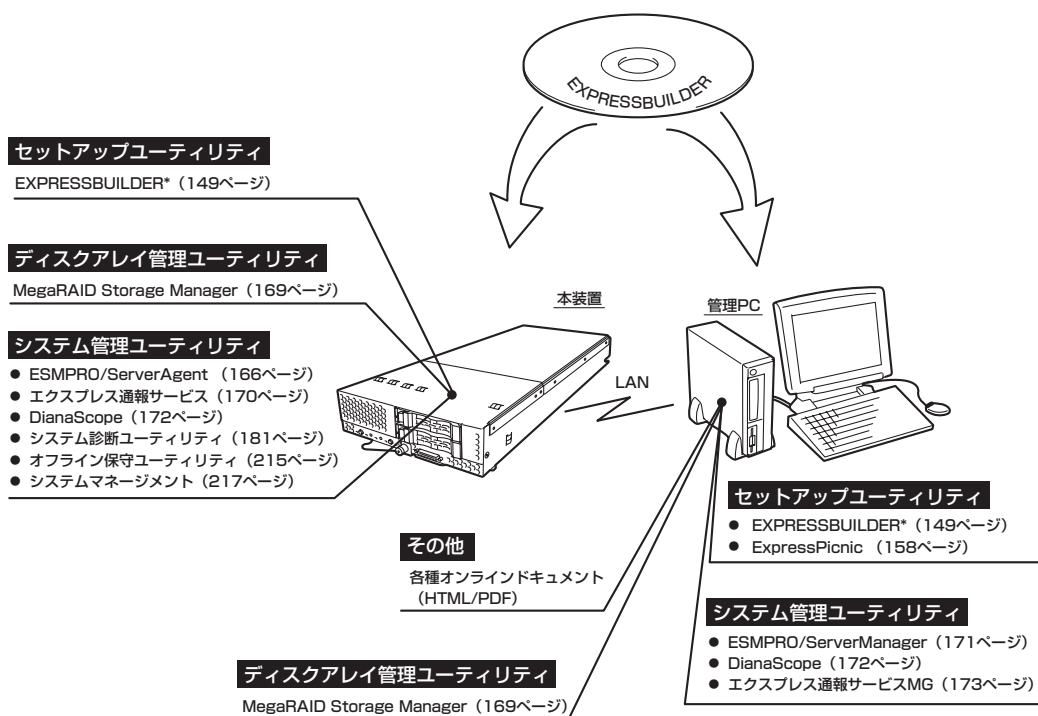 EXPRESSBUILDER
セットアップユーティリティ
EXPRESSBUILDER*（149ページ）
ディスクアレイ管理ユーティリティ
MegaRAID Storage Manager（169ページ）
システム管理ユーティリティ
● ESMPRO/ServerAgent （166ページ）
● エクスプレス通報サービス（170ページ）
● DianaScope（172ページ）
● システム診断ユーティリティ（181ページ）
● オフライン保守ユーティリティ（215ページ）
● システムマネージメント（217ページ）
本装置
管理PC
LAN
セットアップユーティリティ
● EXPRESSBUILDER*（149ページ）
● ExpressPicnic （158ページ）
その他
各種オンラインドキュメント
（HTML/PDF）
システム管理ユーティリティ
● ESMPRO/ServerManager（171ページ）
● DianaScope（172ページ）
● エクスプレス通報サービスMG（173ページ）
ディスクアレイ管理ユーティリティ
MegaRAID Storage Manager（169ページ）